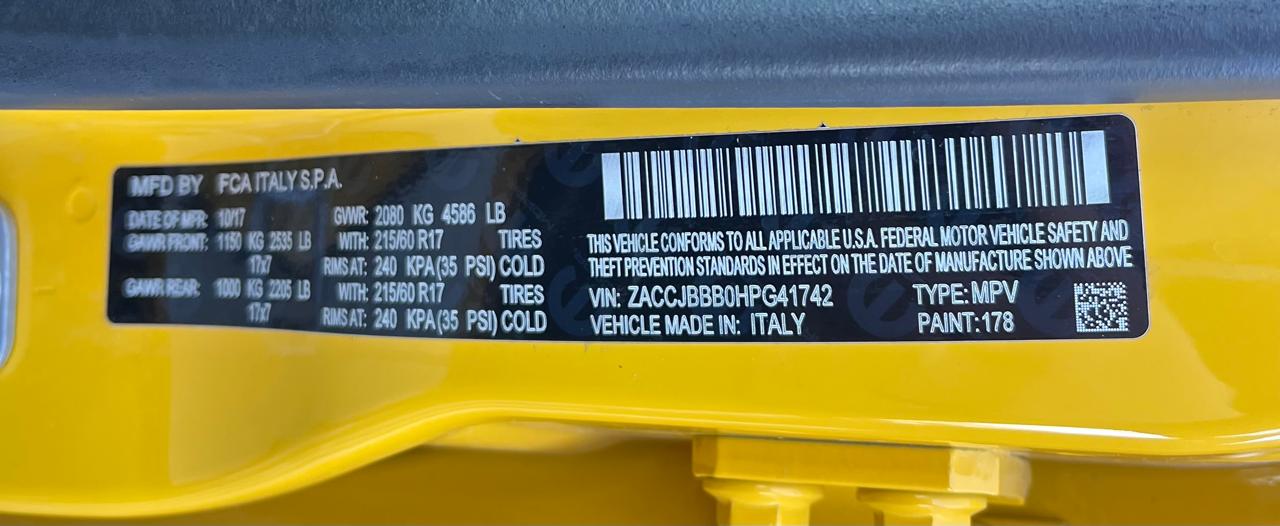 MFD BY FCA ITALY S.P.A.
DATE OF MFR: 10/17 GVWR: 2080 KG 4586 LB
GAWR FRONT: 1150 KG 2535 LB WITH: 215/60 R17 TIRES
17x7 RIMS AT: 240 KPA (35 PSI) COLD
GAWR REAR: 1000 KG 2205 LB WITH: 215/60 R17 TIRES
17x7 RIMS AT: 240 KPA (35 PSI) COLD
THIS VEHICLE CONFORMS TO ALL APPLICABLE U.S.A. FEDERAL MOTOR VEHICLE SAFETY AND
THEFT PREVENTION STANDARDS IN EFFECT ON THE DATE OF MANUFACTURE SHOWN ABOVE
VIN: ZACCJBBB0HPG41742 TYPE: MPV
VEHICLE MADE IN: ITALY PAINT: 178